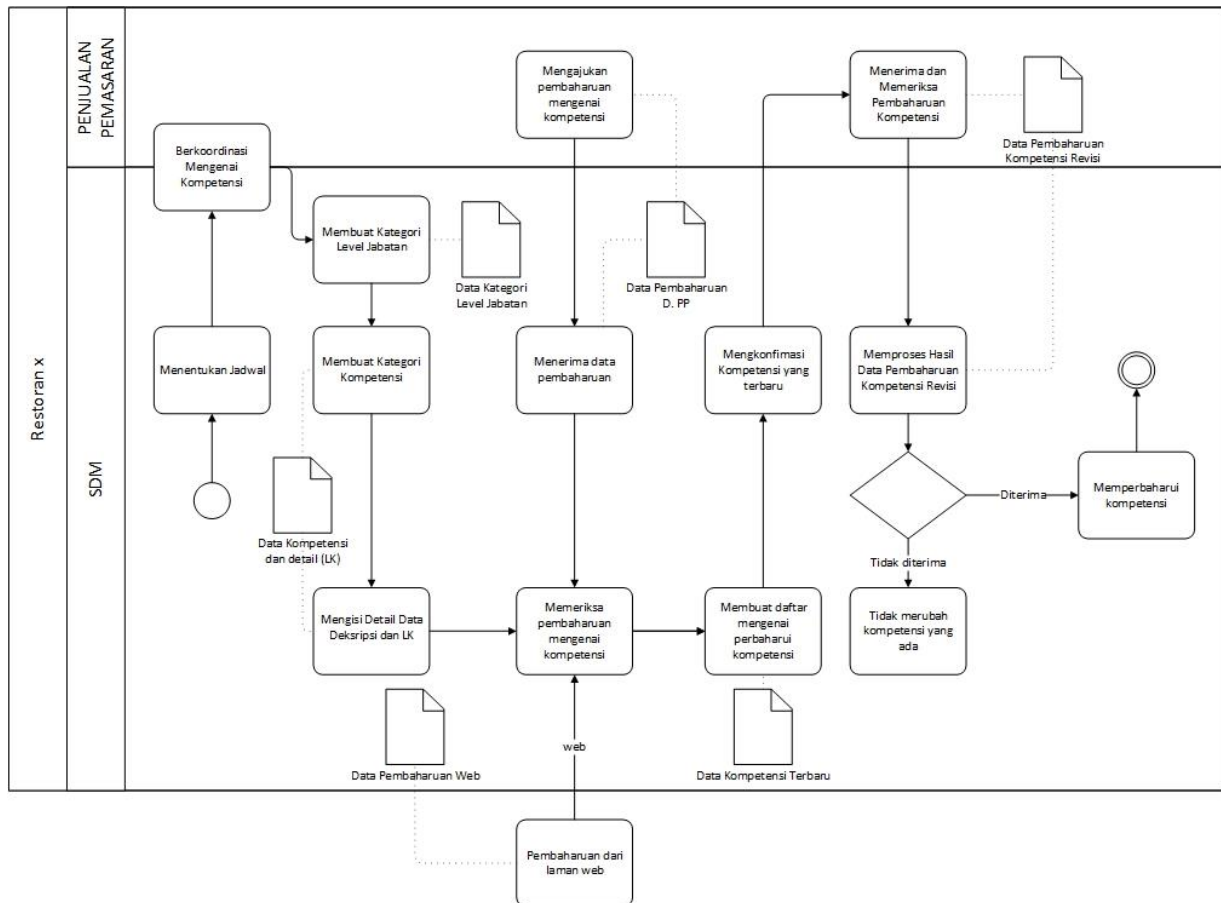 Restoran x
PENJUALAN
PEMASARAN
SDM
Berkoordinasi
Mengenai
Kompetensi
Mengajukan
pembaharuan
mengenai
kompetensi
Menerima dan
Memeriksa
Pembaharuan
Kompetensi
Data Pembaharuan
Kompetensi Revisi
Membuat Kategori
Level Jabatan
Data Kategori
Level Jabatan
Data Pembaharuan
D. PP
Menentukan Jadwal
Membuat Kategori
Kompetensi
Menerima data
pembaharuan
Mengkonfimasi
Kompetensi yang
terbaru
Memproses Hasil
Data Pembaharuan
Kompetensi Revisi
Data Kompetensi
dan detail (LK)
Diterima
Memperbaharui
kompetensi
Tidak diterima
Mengisi Detail Data
Deksripsi dan LK
Memeriksa
pembaharuan
mengenai
kompetensi
Membuat daftar
mengenai
perbaharui
kompetensi
Tidak merubah
kompetensi yang
ada
web
Data Pembaharuan Web
Data Kompetensi Terbaru
Pembaharuan dari
laman web